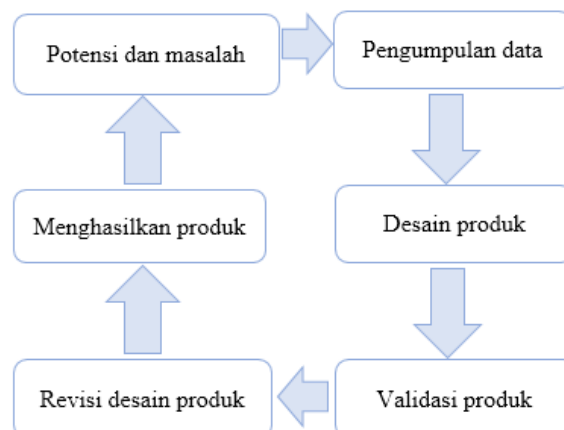 Potensi dan masalah
Pengumpulan data
Menghasilkan produk
Desain produk
Revisi desain produk
Validasi produk